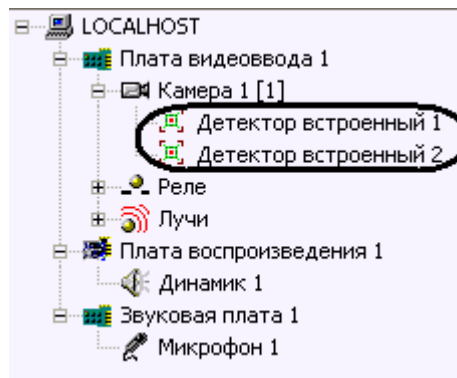 LOCALHOST
Плата видеоввода 1
Камера 1 [1]
Детектор встроенный 1
Детектор встроенный 2
Реле
Лучи
Плата воспроизведения 1
Динамик 1
Звуковая плата 1
Микрофон 1